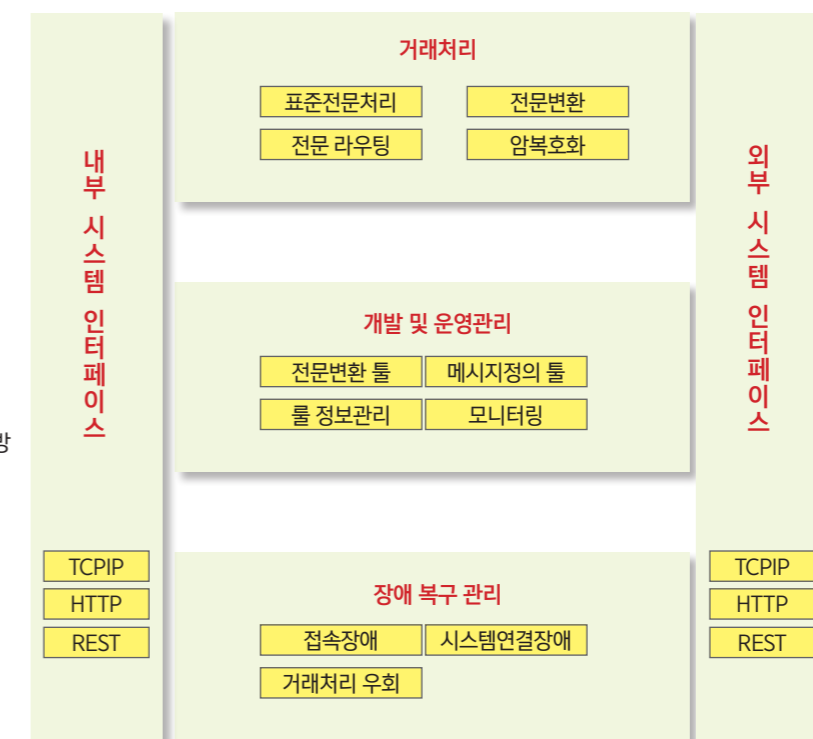 거래처리
표준전문처리 전문변환
전문 라우팅 암복호화
내부 시스템 인터페이스
외부 시스템 인터페이스
개발 및 운영관리
전문변환 툴 메시지정의 툴
룰 정보관리 모니터링
방
TCPIP
HTTP
REST
장애 복구 관리
접속장애 시스템연결장애
거래처리 우회
TCPIP
HTTP
REST